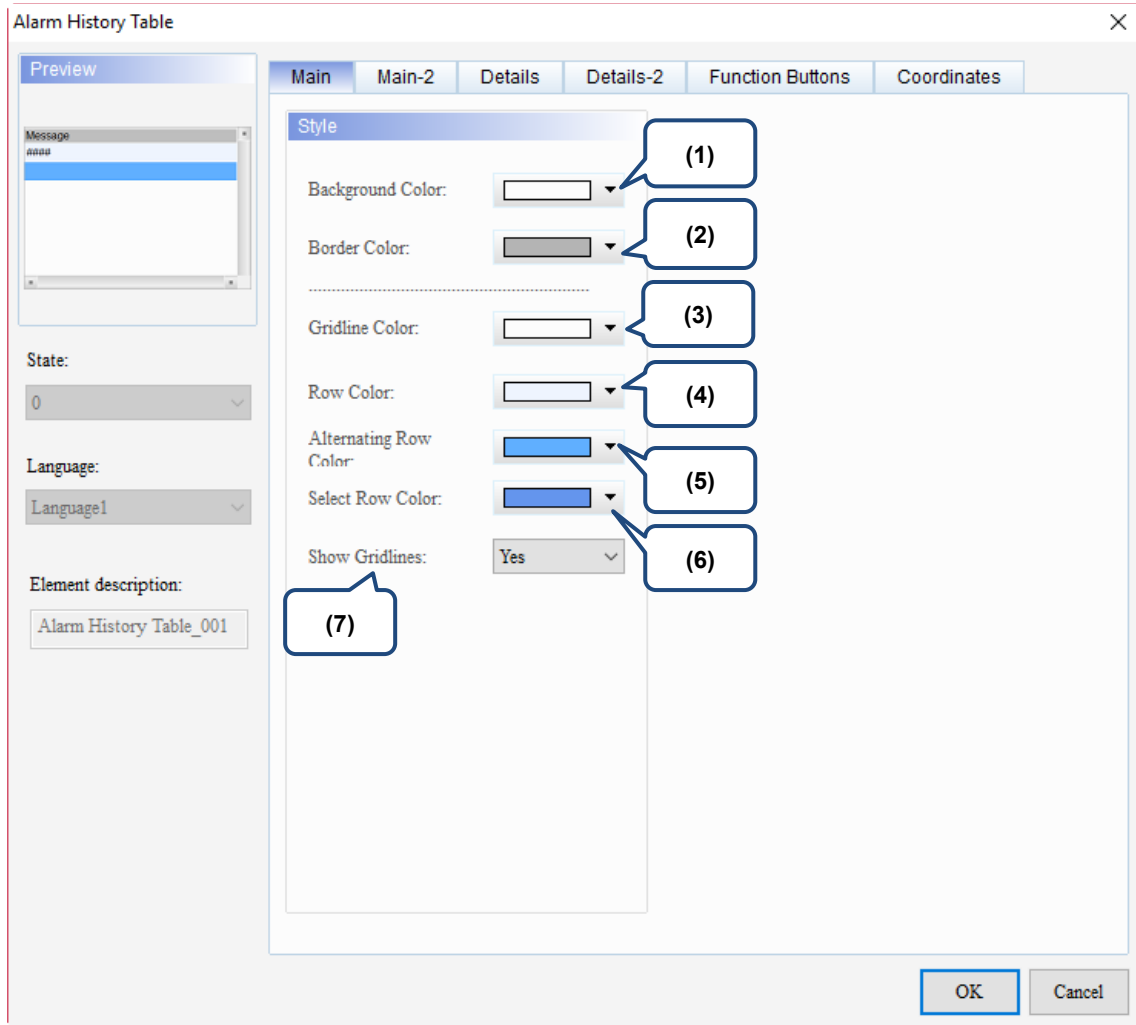 Alarm History Table
Preview
Message
####
State:
0
Language:
Language1
Element description:
Alarm History Table_001
Main Main-2 Details Details-2 Function Buttons Coordinates
Style
Background Color:
(1)
Border Color:
(2)
Gridline Color:
(3)
Row Color:
(4)
Alternating Row
Color:
(5)
Select Row Color:
(6)
Show Gridlines: Yes
(7)
OK Cancel